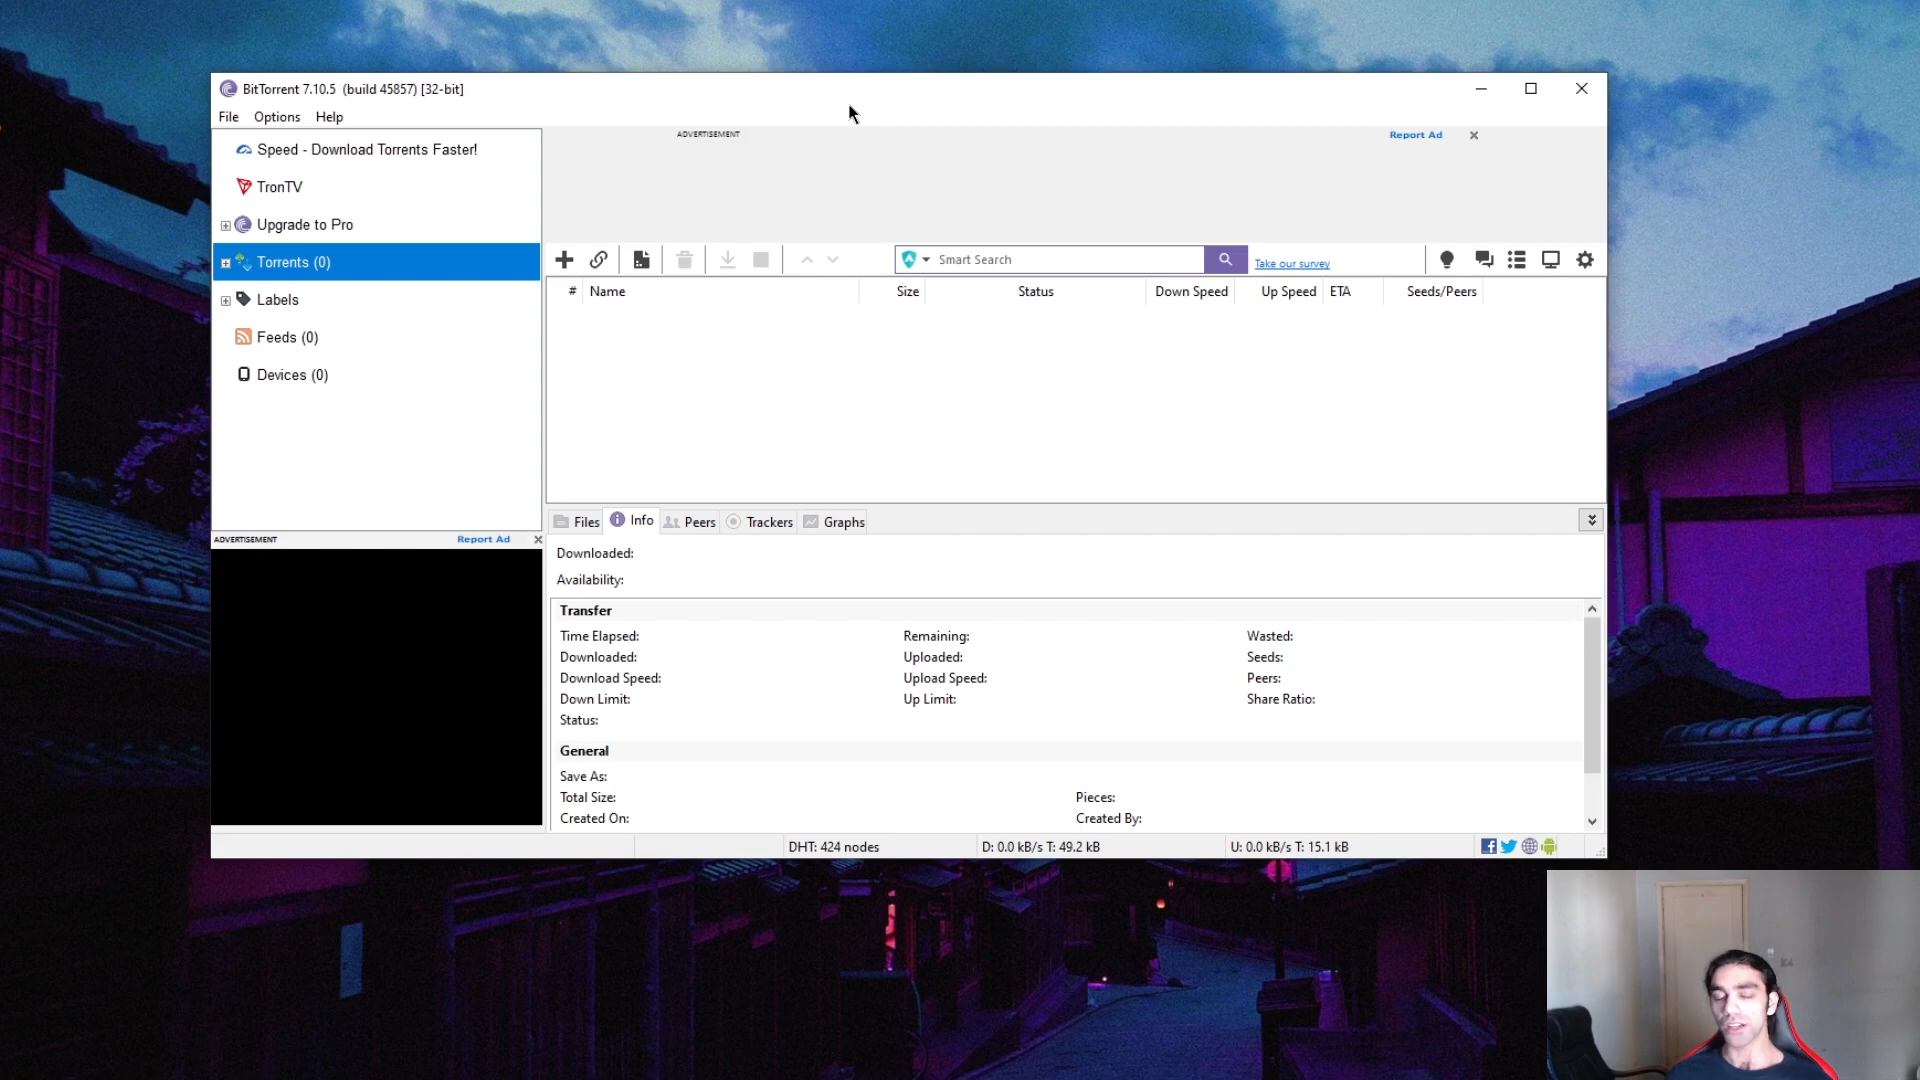 BitTorrent 7.10.5 (build 45857) [32-bit]
File Options Help
ADVERTISEMENT Report Ad
Speed - Download Torrents Faster!
TronTV
Upgrade to Pro
Torrents (0)
Labels
Feeds (0)
Devices (0)
Smart Search
Take our survey
# Name Size Status Down Speed Up Speed ETA Seeds/Peers
ADVERTISEMENT Report Ad
Files Info Peers Trackers Graphs
Downloaded:
Availability:
Transfer
Time Elapsed: Remaining: Wasted:
Downloaded: Uploaded: Seeds:
Download Speed: Upload Speed: Peers:
Down Limit: Up Limit: Share Ratio:
Status:
General
Save As:
Total Size: Pieces:
Created On: Created By:
DHT: 424 nodes D: 0.0 kB/s T: 49.2 kB U: 0.0 kB/s T: 15.1 kB